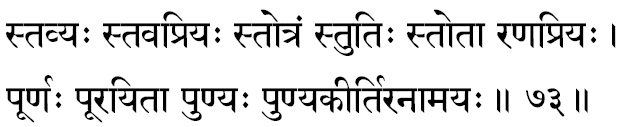 स्तव्यः स्तवप्रियः स्तोत्रं स्तुतिः स्तोता रणप्रियः।
पूर्णः पूरयिता पुण्यः पुण्यकीर्तिरनामयः॥ ७३॥